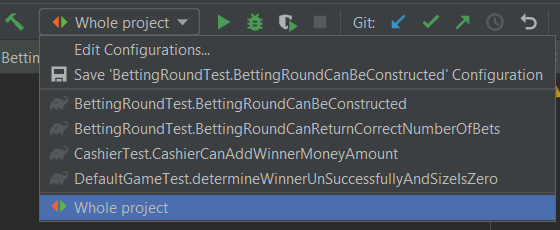 Whole project
Git:
Bettin
Edit Configurations...
Save 'BettingRoundTest.BettingRoundCanBeConstructed' Configuration
BettingRoundTest.BettingRoundCanBeConstructed
BettingRoundTest.BettingRoundCanReturnCorrectNumberOfBets
CashierTest.CashierCanAddWinnerMoneyAmount
DefaultGameTest.determineWinnerUnSuccessfullyAndSizeIsZero
Whole project